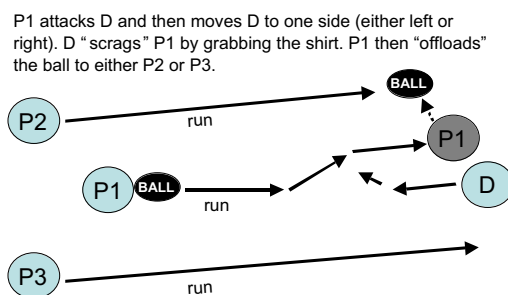 P1 attacks D and then moves D to one side (either left or
right). D “scrags” P1 by grabbing the shirt. P1 then “offloads”
the ball to either P2 or P3.
BALL
P2
run
P1
P1
BALL
D
run
P3
run